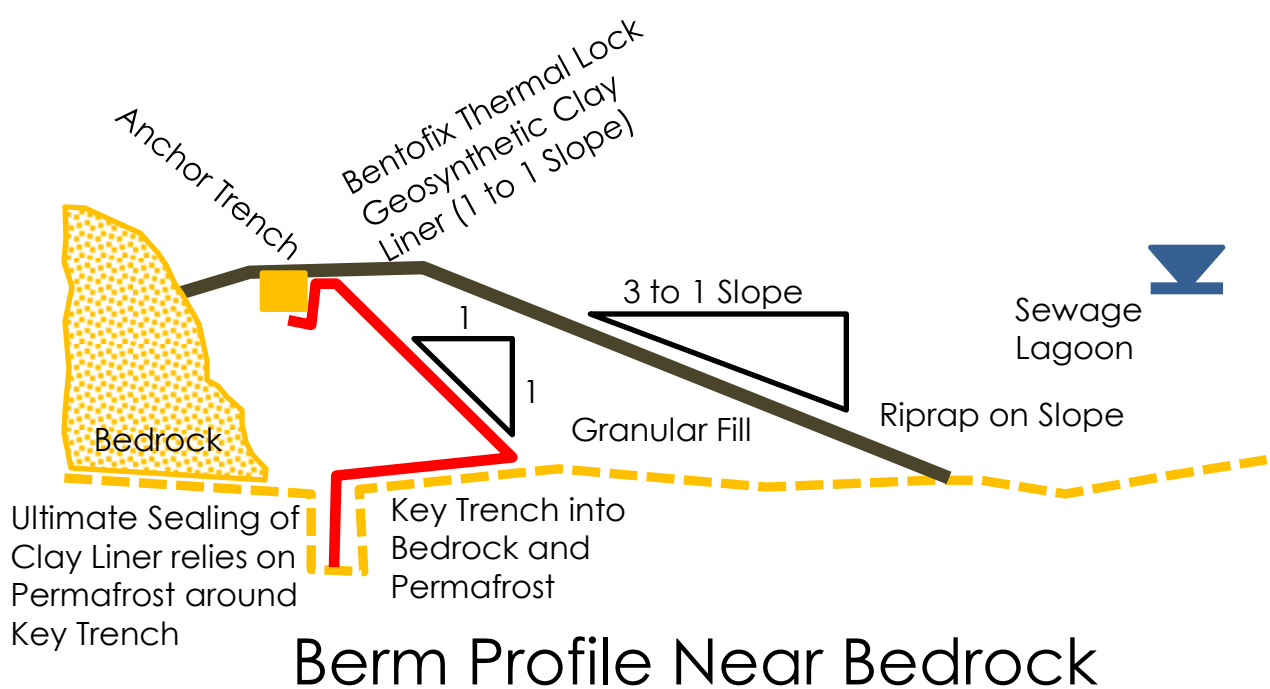 Anchor Trench
Bentofix Thermal Lock
Geosynthetic Clay
Liner (1 to 1 Slope)
3 to 1 Slope
1
1
Sewage
Lagoon
Riprap on Slope
Granular Fill
Bedrock
Ultimate Sealing of
Clay Liner relies on
Permafrost around
Key Trench
Key Trench into
Bedrock and
Permafrost
Berm Profile Near Bedrock